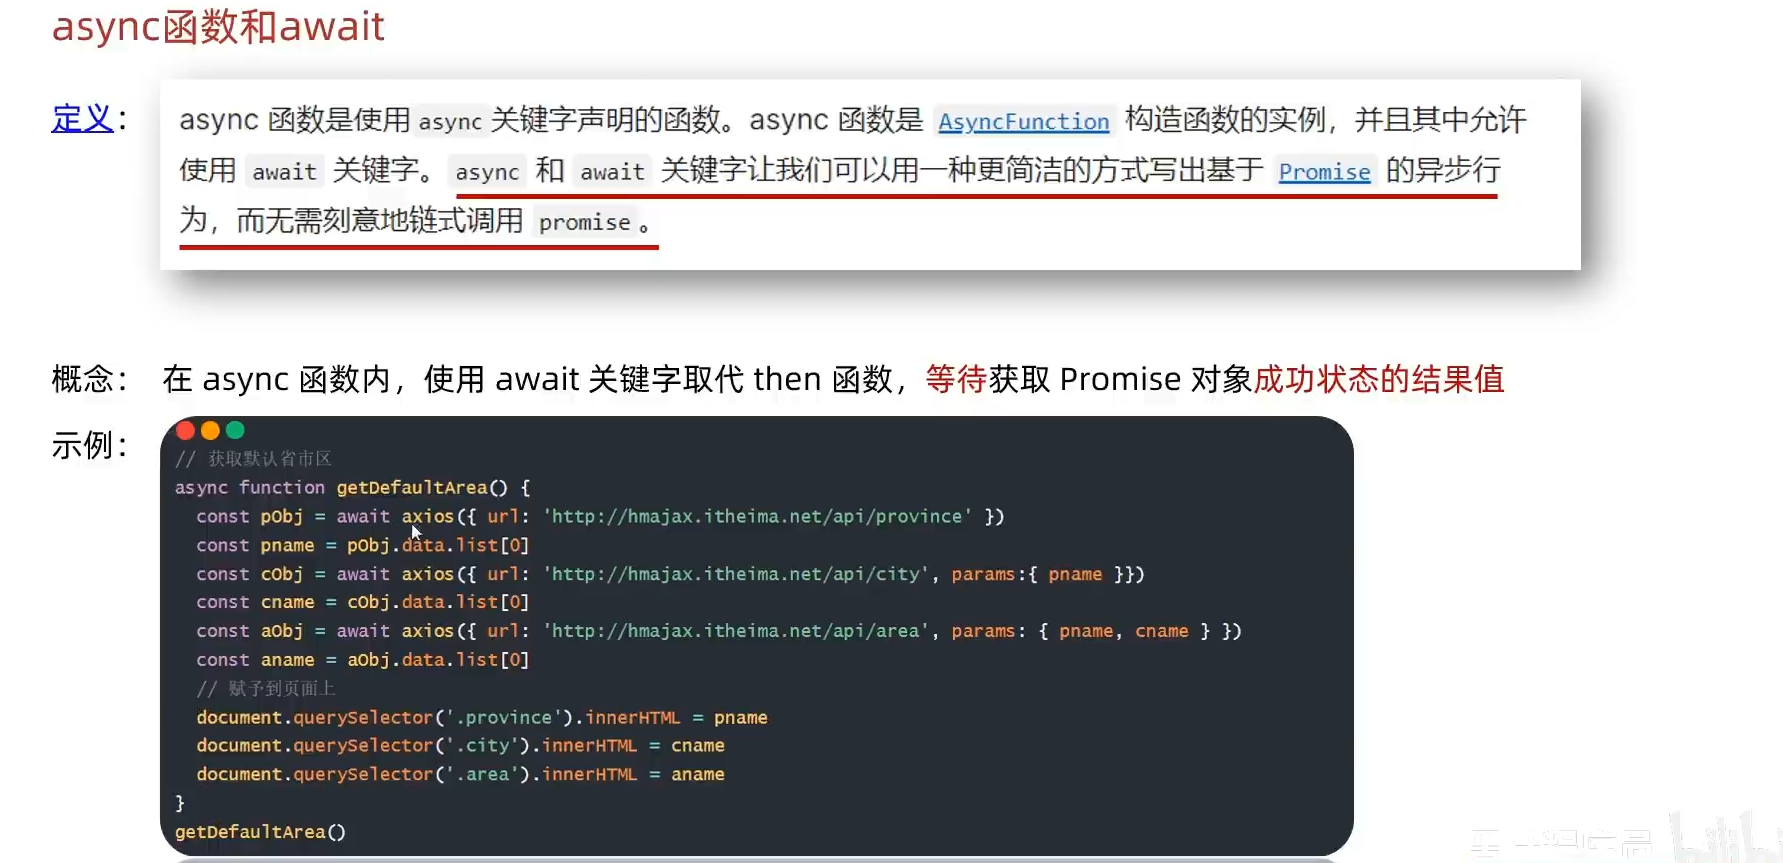 async函数和await
定义：
async 函数是使用 async 关键字声明的函数。async 函数是 AsyncFunction 构造函数的实例，并且其中允许
使用 await 关键字。async 和 await 关键字让我们可以用一种更简洁的方式写出基于 Promise 的异步行
为，而无需刻意地链式调用 promise。
概念： 在 async 函数内，使用 await 关键字取代 then 函数，等待获取 Promise 对象成功状态的结果值
示例：
// 获取默认省市区
async function getDefaultArea() {
  const pObj = await axios({ url: 'http://hmajax.itheima.net/api/province' })
  const pname = pObj.data.list[0]
  const cObj = await axios({ url: 'http://hmajax.itheima.net/api/city', params:{ pname }})
  const cname = cObj.data.list[0]
  const aObj = await axios({ url: 'http://hmajax.itheima.net/api/area', params: { pname, cname } })
  const aname = aObj.data.list[0]
  // 赋予到页面上
  document.querySelector('.province').innerHTML = pname
  document.querySelector('.city').innerHTML = cname
  document.querySelector('.area').innerHTML = aname
}
getDefaultArea()